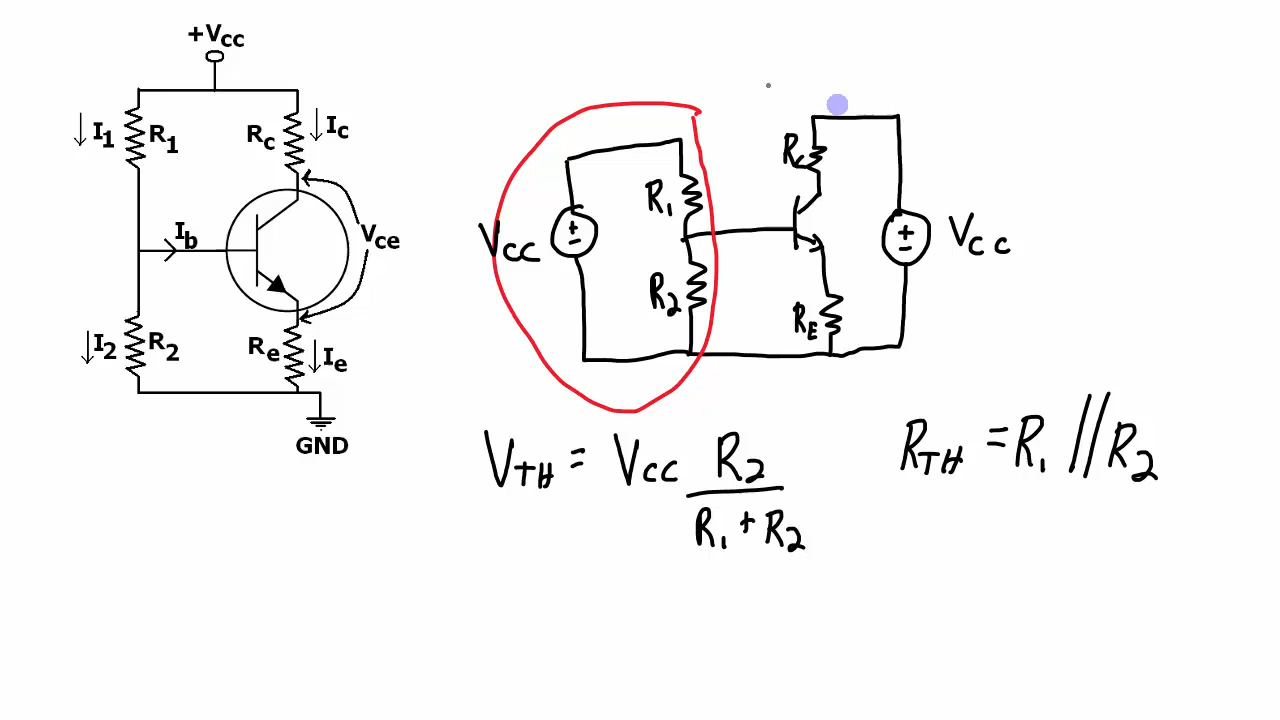 +Vcc
I1
R1
Rc
Ic
Ib
Vce
I2
R2
Re
Ie
GND
VCC
R1
R2
RC
RE
VCC
VTH = VCC R2
R1 + R2
RTH = R1 // R2